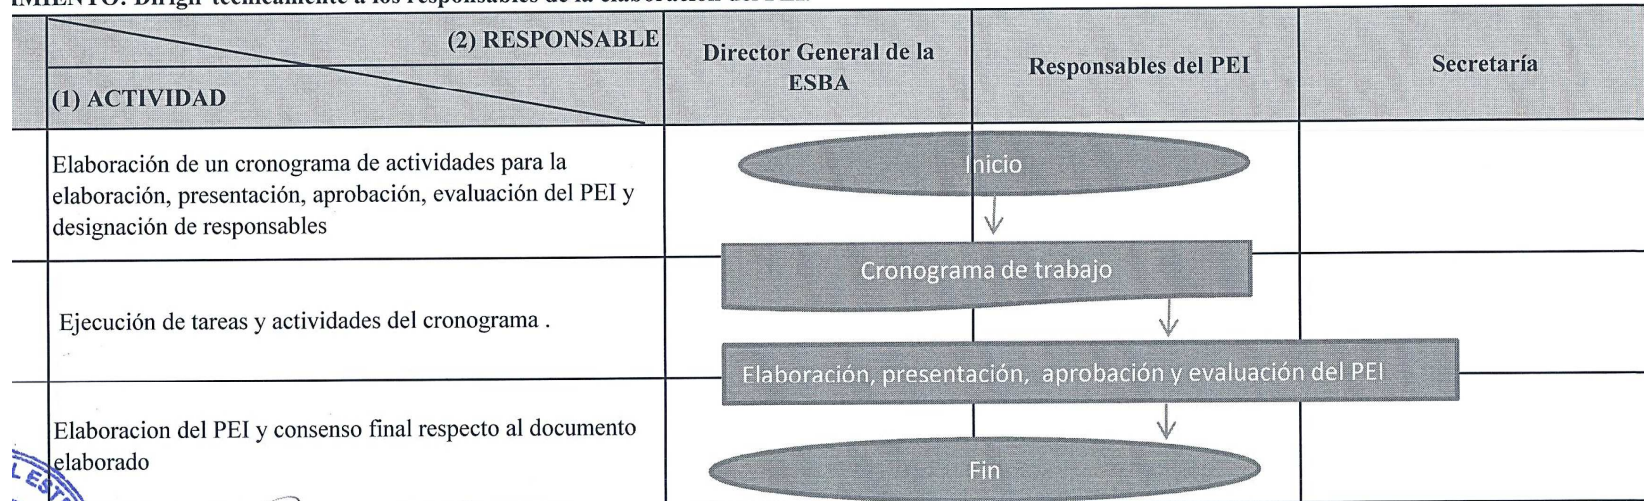 (2) RESPONSABLE
(1) ACTIVIDAD
Director General de la
ESBA
Responsables del PEI
Secretaría
Elaboración de un cronograma de actividades para la
elaboración, presentación, aprobación, evaluación del PEI y
designación de responsables
Inicio
Cronograma de trabajo
Ejecución de tareas y actividades del cronograma .
Elaboración, presentación, aprobación y evaluación del PEI
Elaboracion del PEI y consenso final respecto al documento
elaborado
Fin